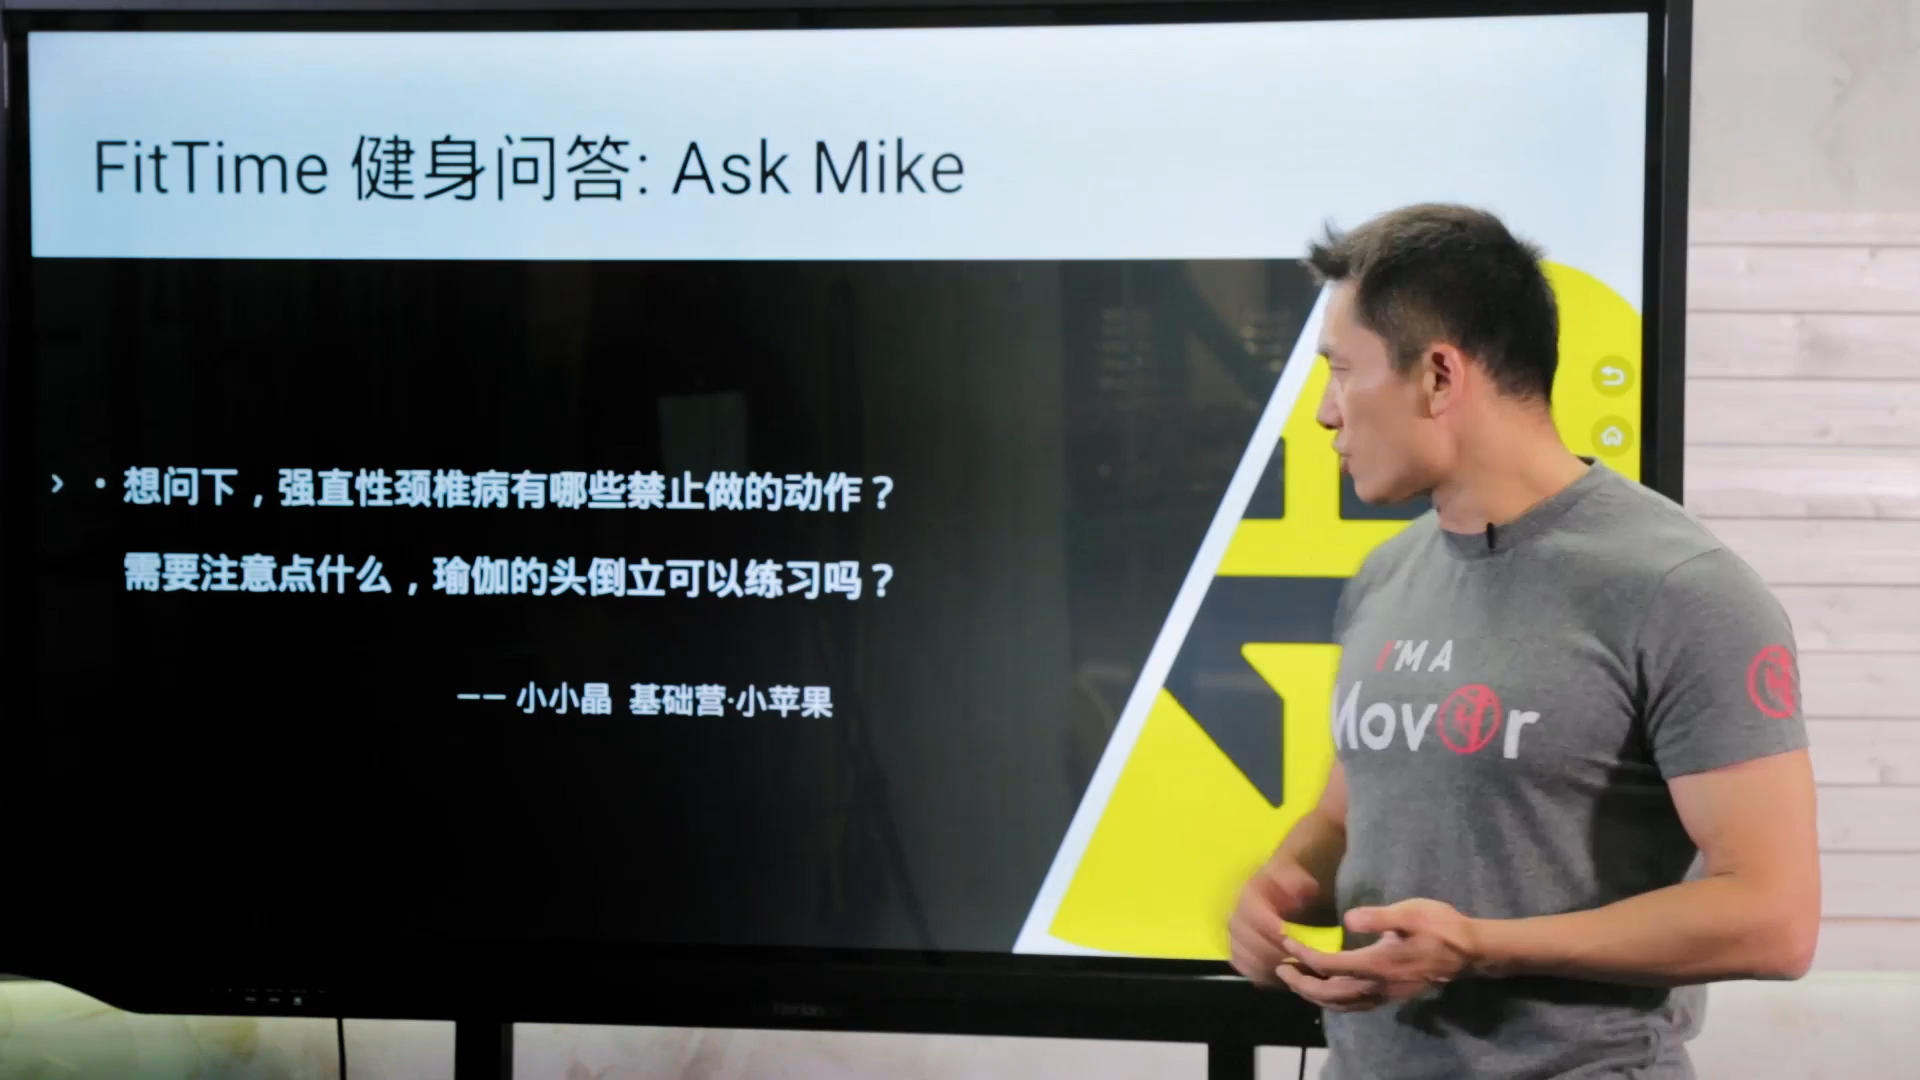 FitTime 健身问答: Ask Mike
› • 想问下，强直性颈椎病有哪些禁止做的动作？
需要注意点什么，瑜伽的头倒立可以练习吗？
—— 小小晶 基础营·小苹果
I'M A
Mov r